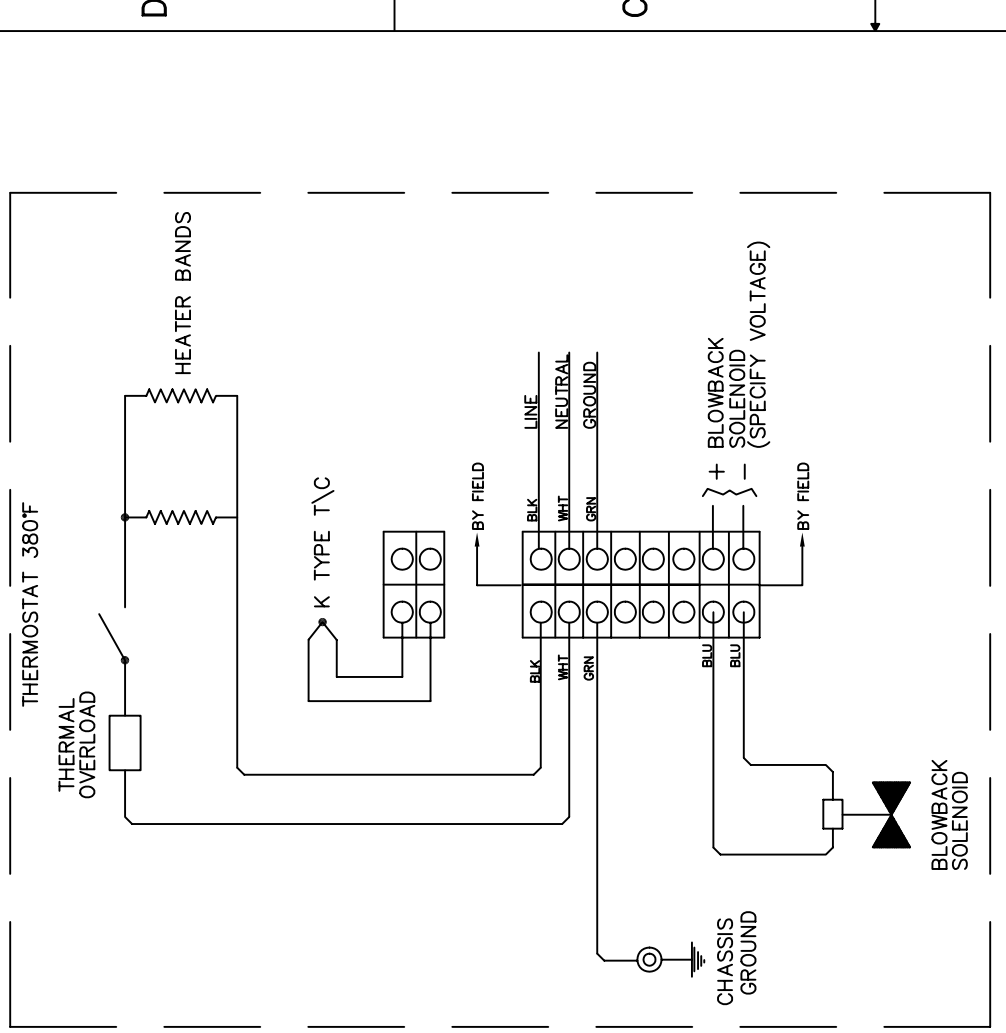 D
C
THERMOSTAT 380°F
HEATER BANDS
THERMAL
OVERLOAD
K TYPE T\C
BY FIELD
LINE
NEUTRAL
GROUND
BLK
WHT
GRN
BLK
WHT
GRN
BLU
BLU
+ BLOWBACK
SOLENOID
- (SPECIFY VOLTAGE)
BY FIELD
BLOWBACK
SOLENOID
CHASSIS
GROUND